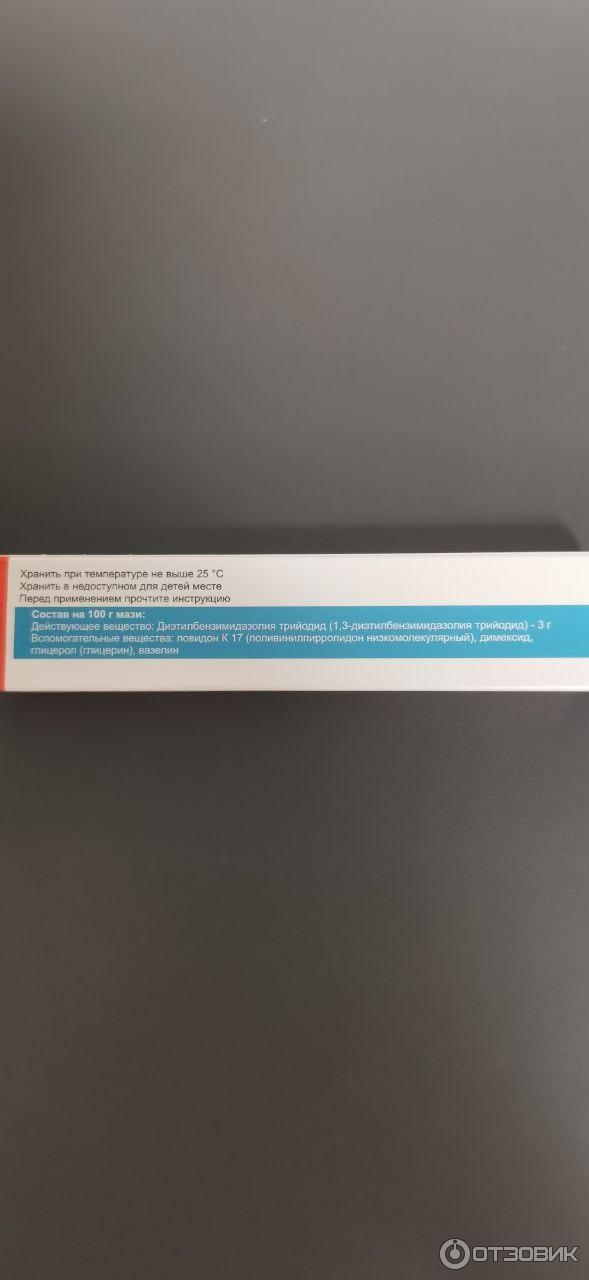 Хранить при температуре не выше 25 °С
Хранить в недоступном для детей месте
Перед применением прочтите инструкцию
Состав на 100 г мази:
Действующее вещество: Диэтилбензимидазолия трийодид (1,3-диэтилбензимидазолия трийодид) - 3 г
Вспомогательные вещества: повидон К 17 (поливинилпирролидон низкомолекулярный), димексид,
глицерол (глицерин), вазелин
ОТЗОВИК